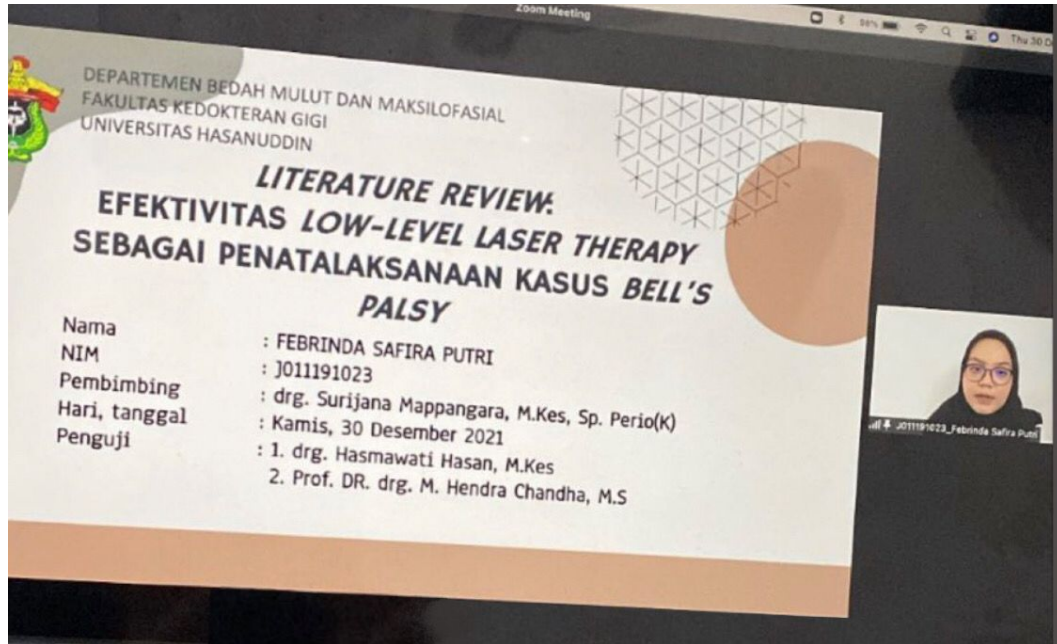 Zoom Meeting
Thu 30 D
DEPARTEMEN BEDAH MULUT DAN MAKSILOFASIAL
FAKULTAS KEDOKTERAN GIGI
UNIVERSITAS HASANUDDIN
LITERATURE REVIEW:
EFEKTIVITAS LOW-LEVEL LASER THERAPY
SEBAGAI PENATALAKSANAAN KASUS BELL'S
PALSY
Nama : FEBRINDA SAFIRA PUTRI
NIM : J011191023
Pembimbing : drg. Surijana Mappangara, M.Kes, Sp. Perio(K)
Hari, tanggal : Kamis, 30 Desember 2021
Penguji : 1. drg. Hasmawati Hasan, M.Kes
2. Prof. DR. drg. M. Hendra Chandha, M.S
J011191023_Febrinda Safira Putri